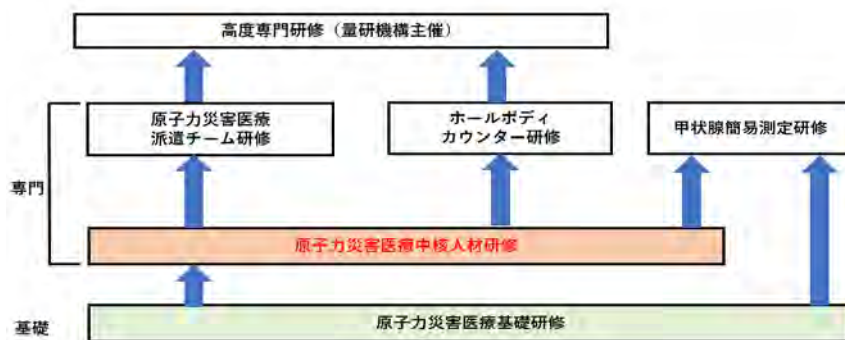 高度専門研修(量研機構主催)
原子力災害医療
派遣チーム研修
ホールボディ
カウンター研修
甲状腺簡易測定研修
専門
原子力災害医療中核人材研修
基礎
原子力災害医療基礎研修